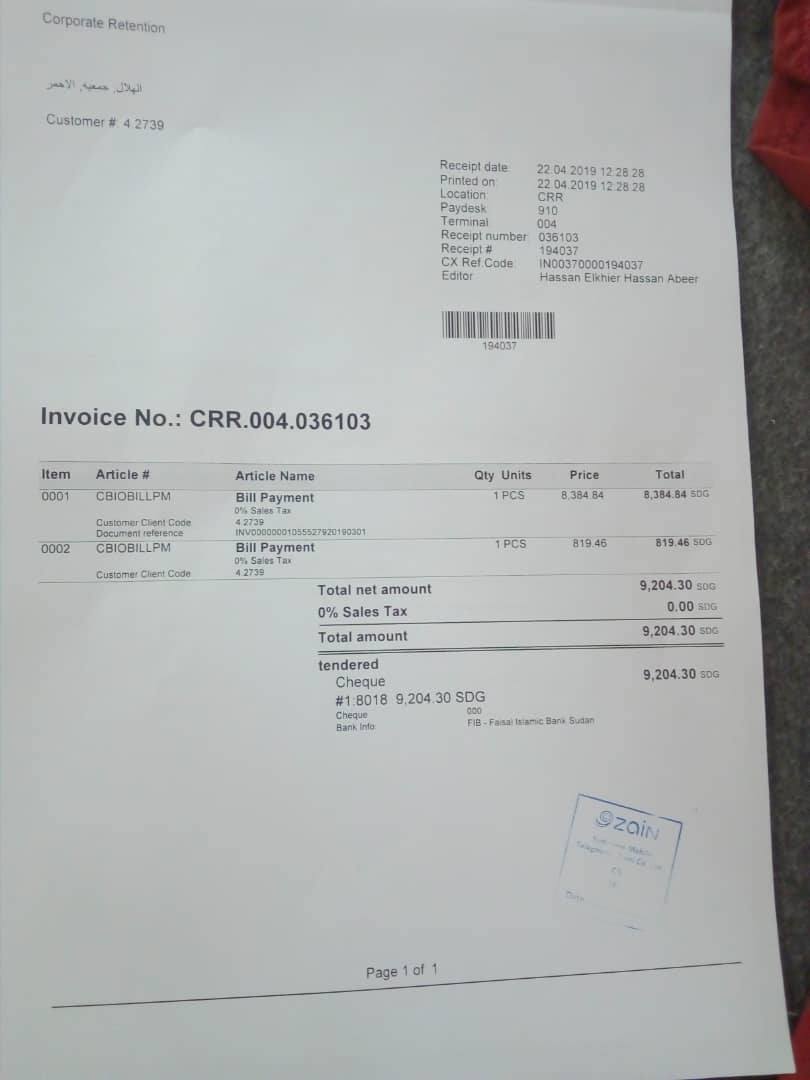 Corporate Retention
الهلال, جمعيه, الاحمر
Customer # 4.2739
Receipt date: 22.04.2019 12:28:28
Printed on: 22.04.2019 12:28:28
Location: CRR
Paydesk 910
Terminal 004
Receipt number: 036103
Receipt # 194037
CX Ref.Code: IN00370000194037
Editor Hassan Elkhier Hassan Abeer
194037
Invoice No.: CRR.004.036103
Item Article # Article Name Qty Units Price Total
0001 CBIOBILLPM Bill Payment 1 PCS 8,384.84 8,384.84 SDG
0% Sales Tax
Customer Client Code 4.2739
Document reference INV00000001055527920190301
0002 CBIOBILLPM Bill Payment 1 PCS 819.46 819.46 SDG
0% Sales Tax
Customer Client Code 4.2739
Total net amount 9,204.30 SDG
0% Sales Tax 0.00 SDG
Total amount 9,204.30 SDG
tendered
Cheque 9,204.30 SDG
#1:8018 9,204.30 SDG
Cheque 000
Bank Info: FIB - Faisal Islamic Bank Sudan
zain
Date
Page 1 of 1